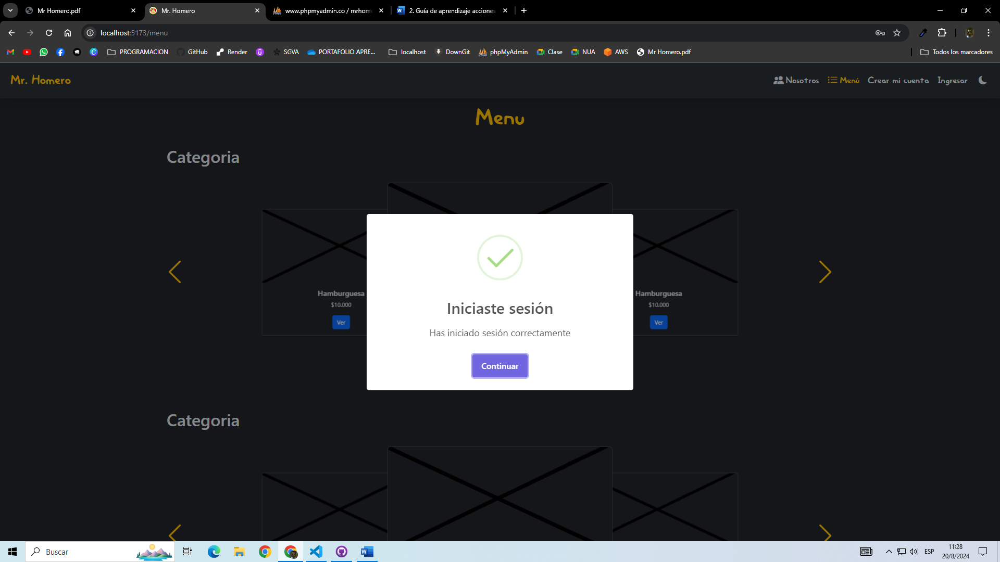 Mr Homero.pdf
Mr. Homero
www.phpmyadmin.co / mrhom
2. Guía de aprendizaje acciones
localhost:5173/menu
PROGRAMACION
GitHub
Render
SGVA
PORTAFOLIO APRE...
localhost
DownGit
phpMyAdmin
Clase
NUA
AWS
Mr Homero.pdf
Todos los marcadores
Mr. Homero
Nosotros
Menú
Crear mi cuenta
Ingresar
Menu
Categoria
Hamburguesa
$10.000
Ver
Hamburguesa
$10.000
Ver
Iniciaste sesión
Has iniciado sesión correctamente
Continuar
Categoria
Buscar
ESP
11:28
20/8/2024